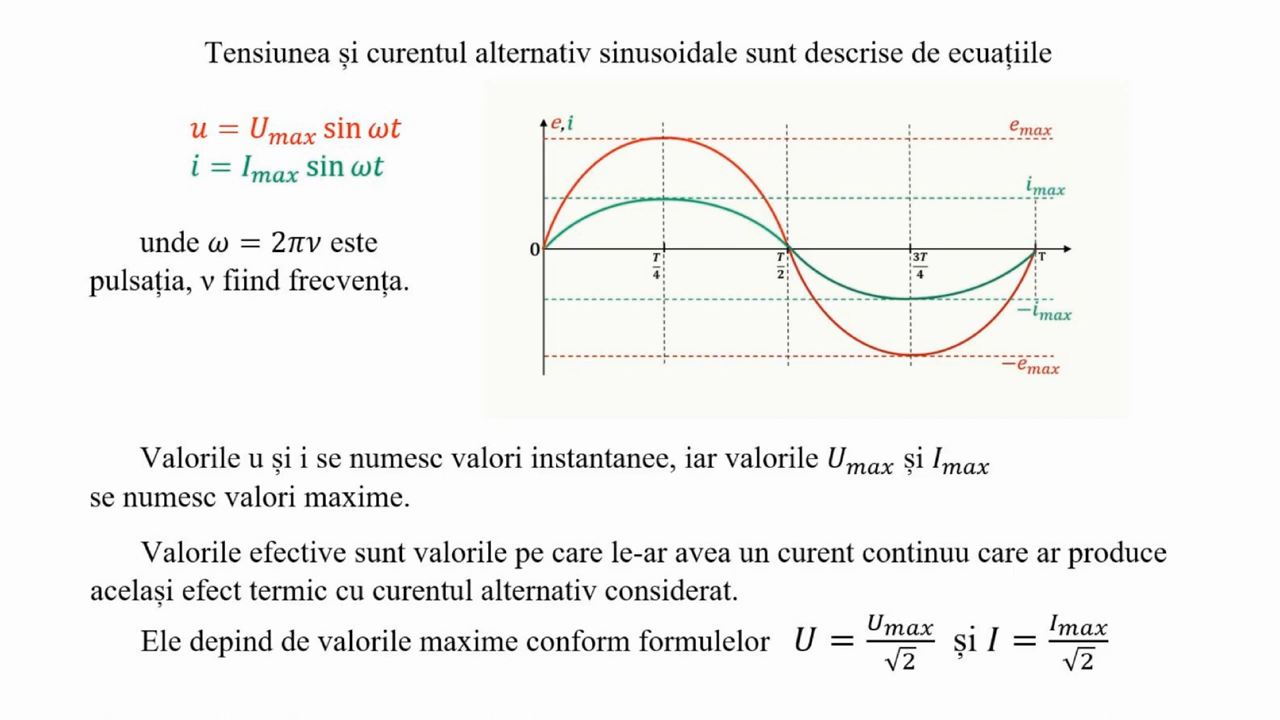 Tensiunea și curentul alternativ sinusoidale sunt descrise de ecuațiile
u = U_max sin ωt
i = I_max sin ωt
unde ω = 2πν este
pulsația, ν fiind frecvența.
e,i
e_max
i_max
0
T/4
T/2
3T/4
T
−i_max
−e_max
Valorile u și i se numesc valori instantanee, iar valorile U_max și I_max
se numesc valori maxime.
Valorile efective sunt valorile pe care le-ar avea un curent continuu care ar produce
același efect termic cu curentul alternativ considerat.
Ele depind de valorile maxime conform formulelor U = U_max/√2 și I = I_max/√2